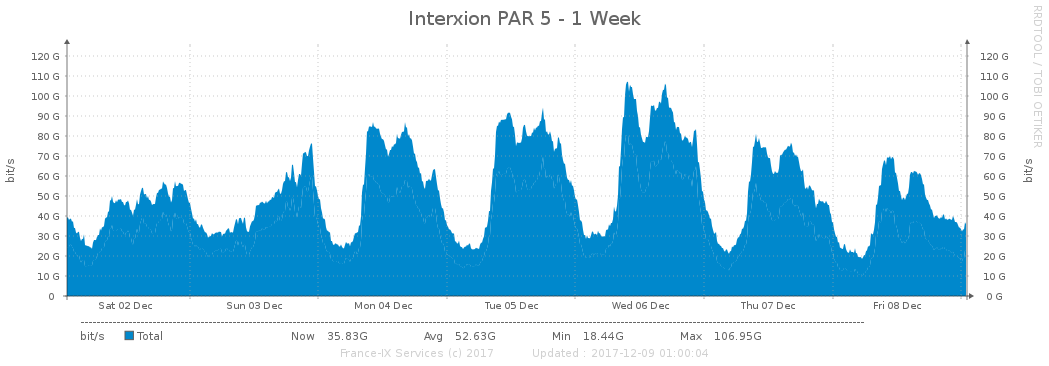 Interxion PAR 5 - 1 Week
RRDTOOL / TOBI OETIKER
bit/s
120 G 120 G
110 G 110 G
100 G 100 G
90 G 90 G
80 G 80 G
70 G 70 G
60 G 60 G
50 G 50 G
40 G 40 G
30 G 30 G
20 G 20 G
10 G 10 G
0 0 G
bit/s
Sat 02 Dec Sun 03 Dec Mon 04 Dec Tue 05 Dec Wed 06 Dec Thu 07 Dec Fri 08 Dec
bit/s Total Now 35.83G Avg 52.63G Min 18.44G Max 106.95G
France-IX Services (c) 2017 Updated : 2017-12-09 01:00:04